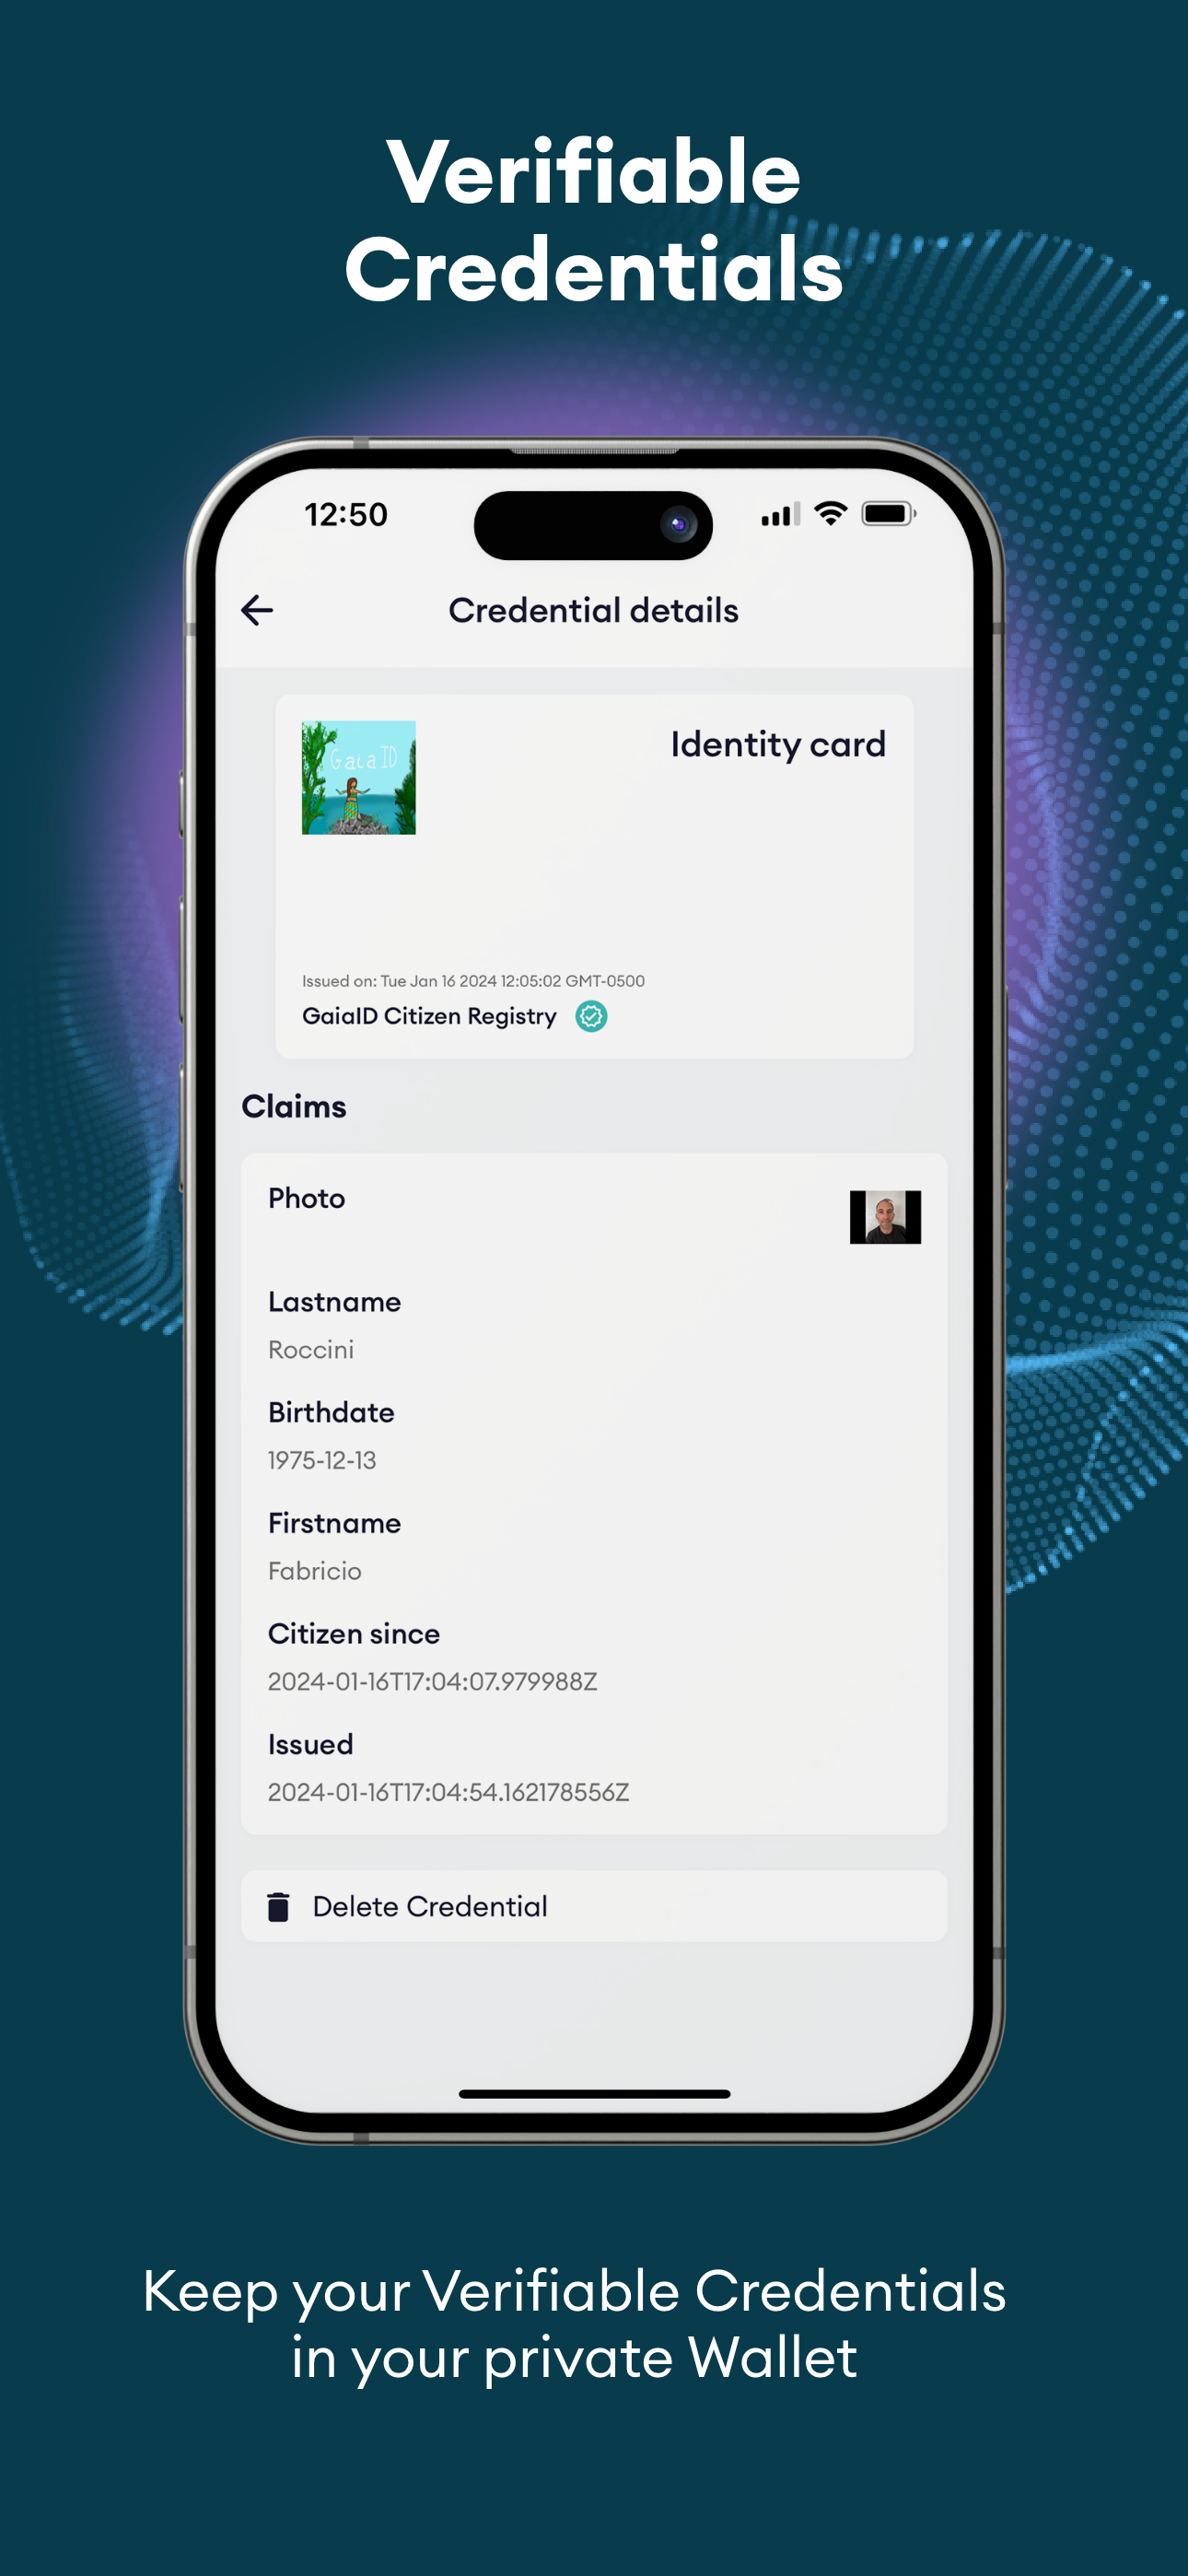 Verifiable
Credentials
12:50
Credential details
Gaia ID
Identity card
Issued on: Tue Jan 16 2024 12:05:02 GMT-0500
GaiaID Citizen Registry
Claims
Photo
Lastname
Roccini
Birthdate
1975-12-13
Firstname
Fabricio
Citizen since
2024-01-16T17:04:07.979988Z
Issued
2024-01-16T17:04:54.162178556Z
Delete Credential
Keep your Verifiable Credentials
in your private Wallet